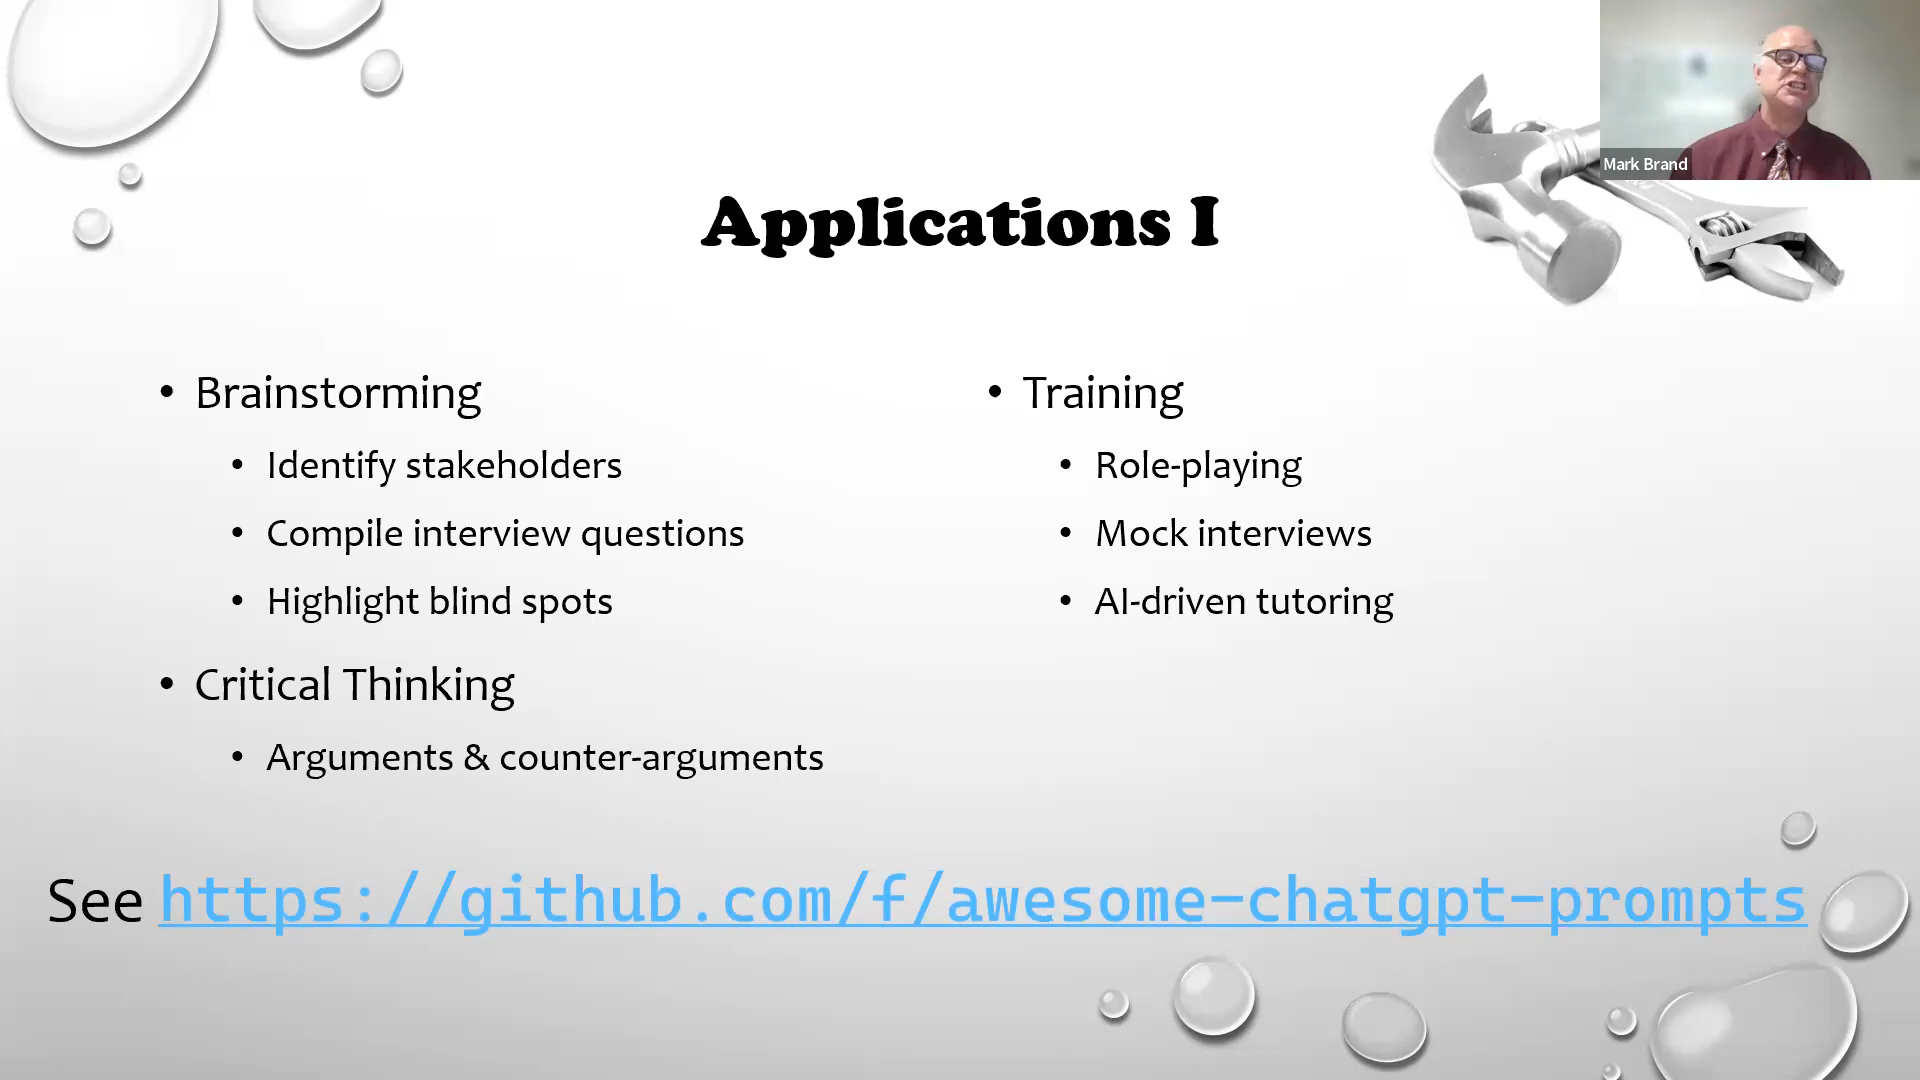 Mark Brand
Applications I
• Brainstorming
• Identify stakeholders
• Compile interview questions
• Highlight blind spots
• Critical Thinking
• Arguments & counter-arguments
• Training
• Role-playing
• Mock interviews
• AI-driven tutoring
See https://github.com/f/awesome-chatgpt-prompts